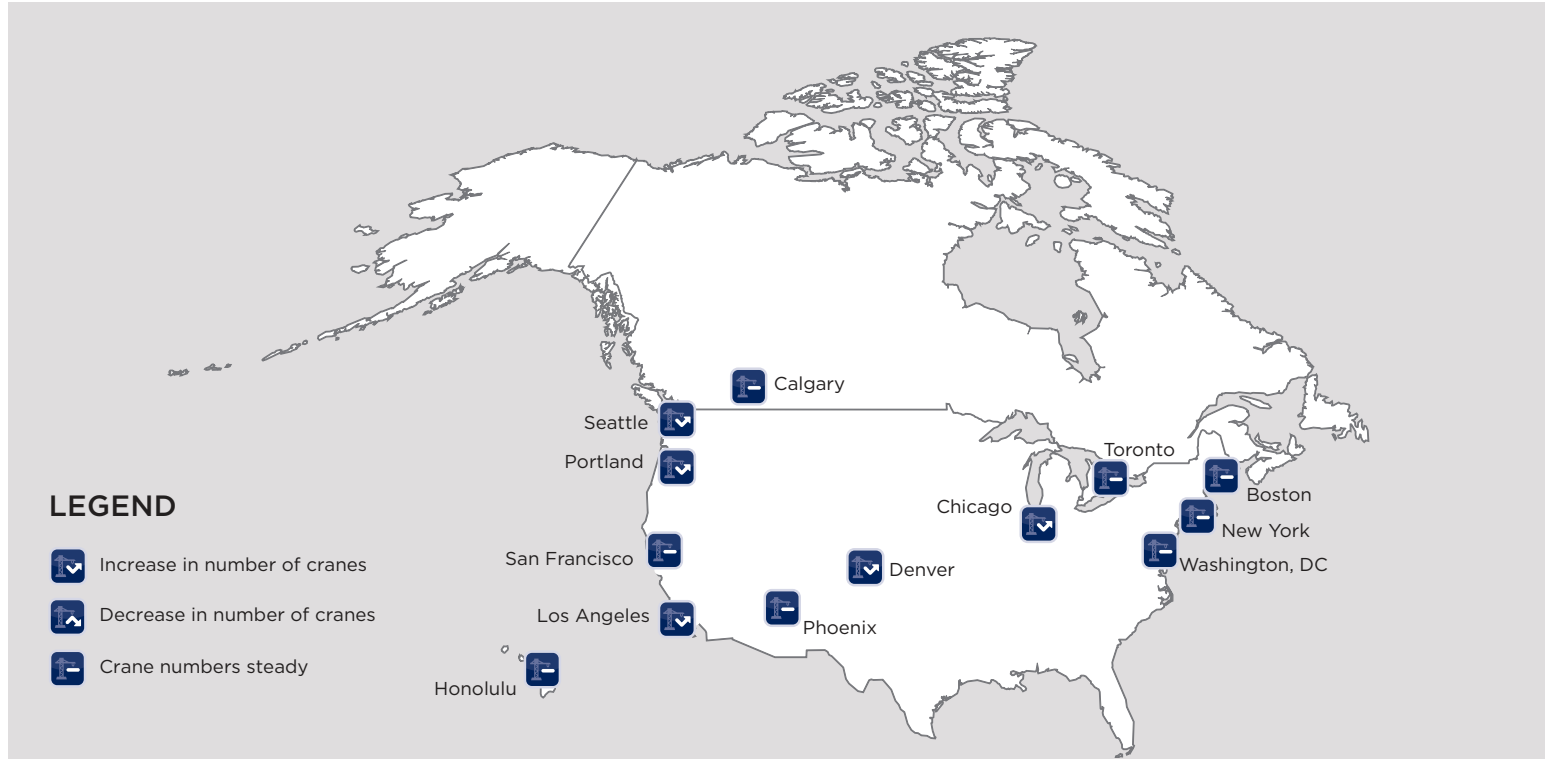 Calgary
Seattle
Portland
Toronto
Boston
Chicago
New York
San Francisco
Denver
Washington, DC
Los Angeles
Phoenix
Honolulu
LEGEND
Increase in number of cranes
Decrease in number of cranes
Crane numbers steady